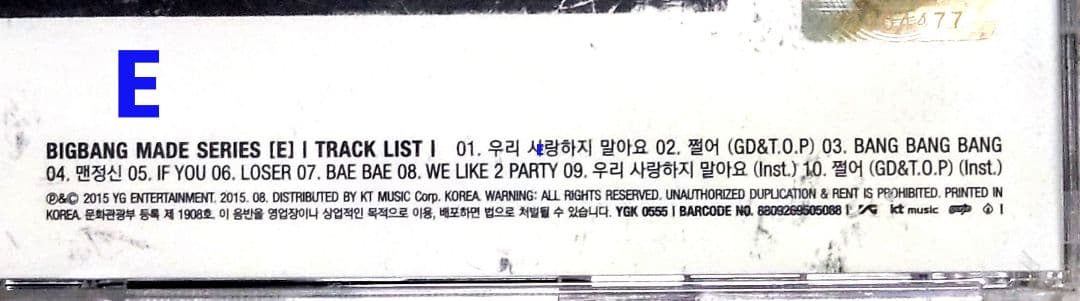 4477
E
BIGBANG MADE SERIES [E] I TRACK LIST I 01. 우리 사랑하지 말아요 02. 쩔어 (GD&T.O.P) 03. BANG BANG BANG
04. 맨정신 05. IF YOU 06. LOSER 07. BAE BAE 08. WE LIKE 2 PARTY 09. 우리 사랑하지 말아요 (Inst.) 10. 쩔어 (GD&T.O.P) (Inst.)
℗&© 2015 YG ENTERTAINMENT. 2015. 08. DISTRIBUTED BY KT MUSIC Corp. KOREA. WARNING: ALL RIGHTS RESERVED. UNAUTHORIZED DUPLICATION & RENT IS PROHIBITED. PRINTED IN
KOREA. 문화관광부 등록 제 1908호. 이 음반을 영업장이나 상업적인 목적으로 이용, 배포하면 법으로 처벌될 수 있습니다. YGK 0555 I BARCODE NO. 8809269505088 I YG kt music I